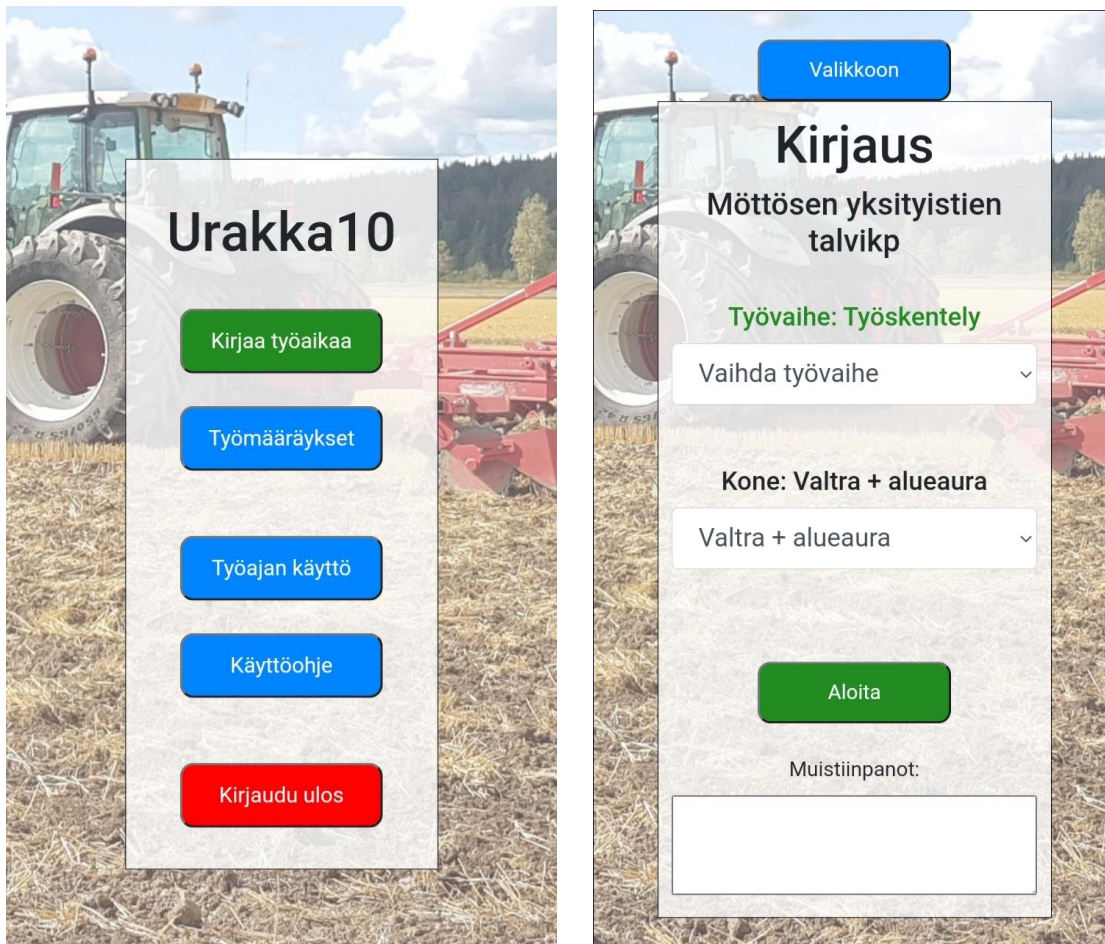 Urakka10
Kirjaa työaikaa
Työmääräykset
Työajan käyttö
Käyttöohje
Kirjaudu ulos
Valikkoon
Kirjaus
Möttösen yksityistien
talvikp
Työvaihe: Työskentely
Vaihda työvaihe
Kone: Valtra + alueaura
Valtra + alueaura
Aloita
Muistiinpanot: